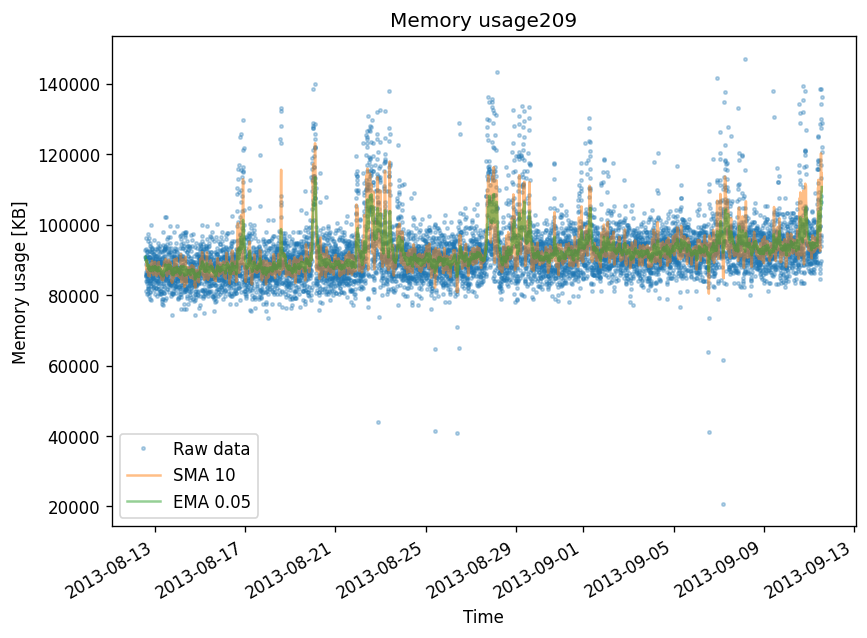 Memory usage209
Memory usage [KB]
140000
120000
100000
80000
60000
40000
20000
Raw data
SMA 10
EMA 0.05
2013-08-13
2013-08-17
2013-08-21
2013-08-25
2013-08-29
2013-09-01
2013-09-05
2013-09-09
2013-09-13
Time